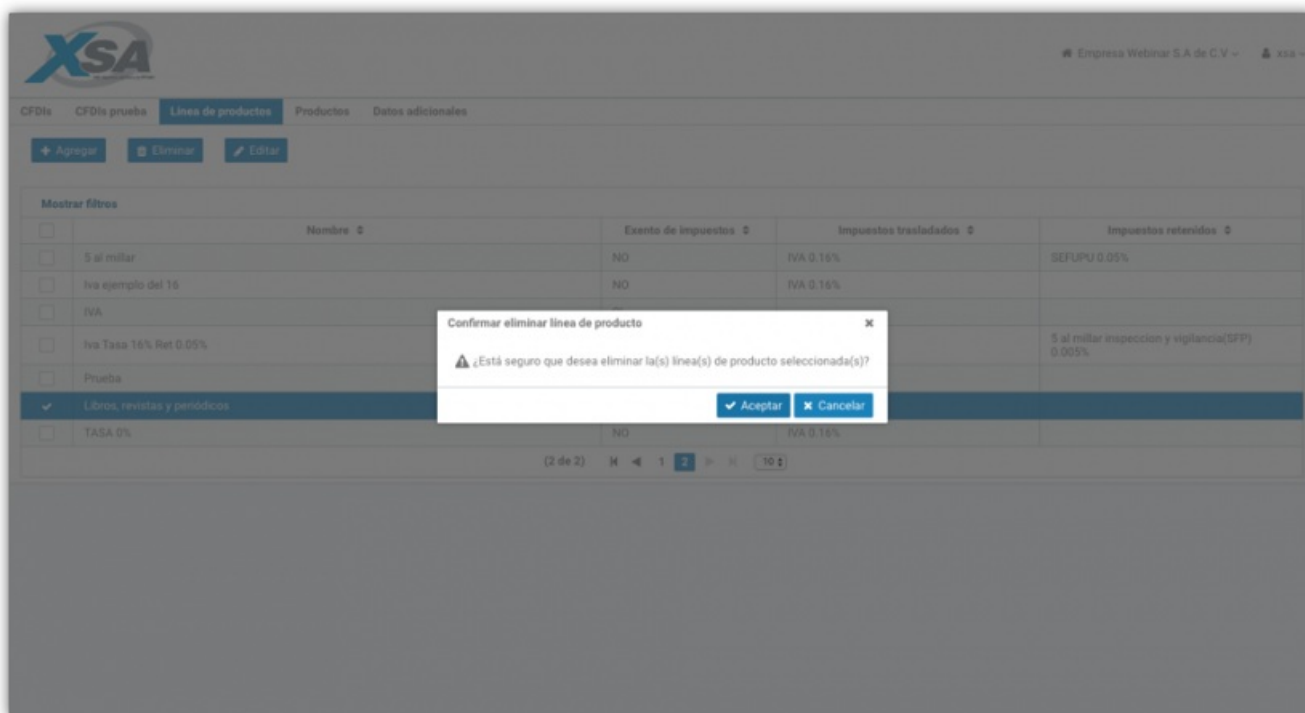 XSA
Empresa Webinar S.A de C.V
xsa
CFDIs CFDIs prueba Línea de productos Productos Datos adicionales
Agregar Eliminar Editar
Mostrar filtros
Nombre Exento de impuestos Impuestos trasladados Impuestos retenidos
5 al millar NO IVA 0.16% SEFUPU 0.05%
Iva ejemplo del 16 NO IVA 0.16%
IVA
Confirmar eliminar línea de producto
Iva Tasa 16% Ret 0.05% 5 al millar inspeccion y vigilancia(SFP) 0.005%
¿Está seguro que desea eliminar la(s) línea(s) de producto seleccionada(s)?
Prueba
Aceptar Cancelar
Libros, revistas y periódicos
TASA 0% NO IVA 0.16%
(2 de 2) 1 2 10